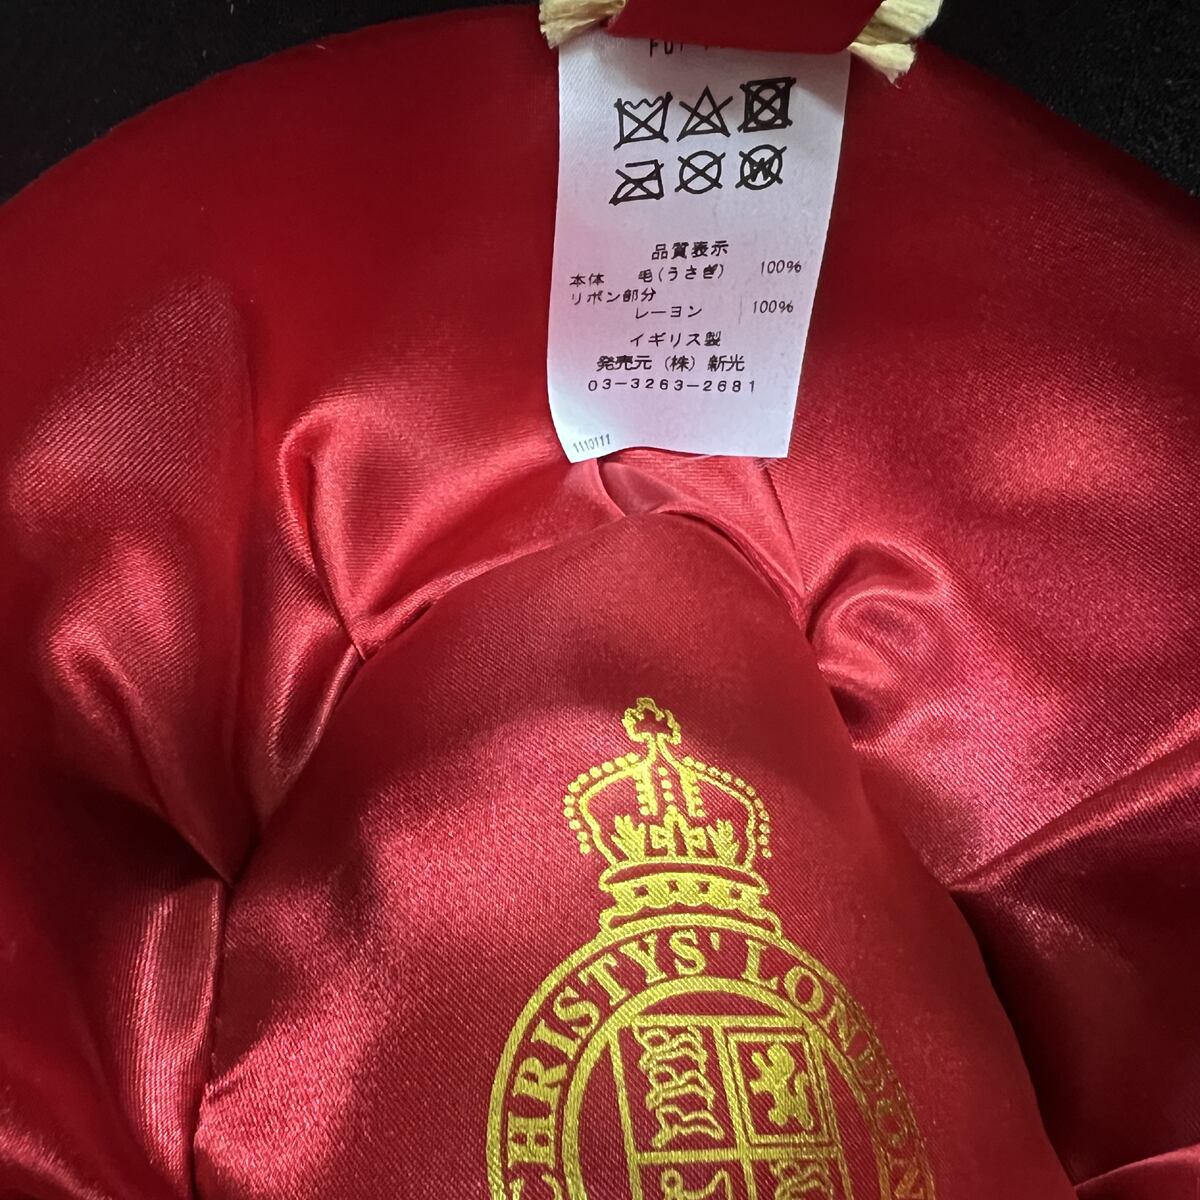 品質表示
本体 毛(うさぎ) 100%
リボン部分
レーヨン 100%
イギリス製
発売元 (株) 新光
03-3263-2681
1110111
CHRISTYS' LONDON